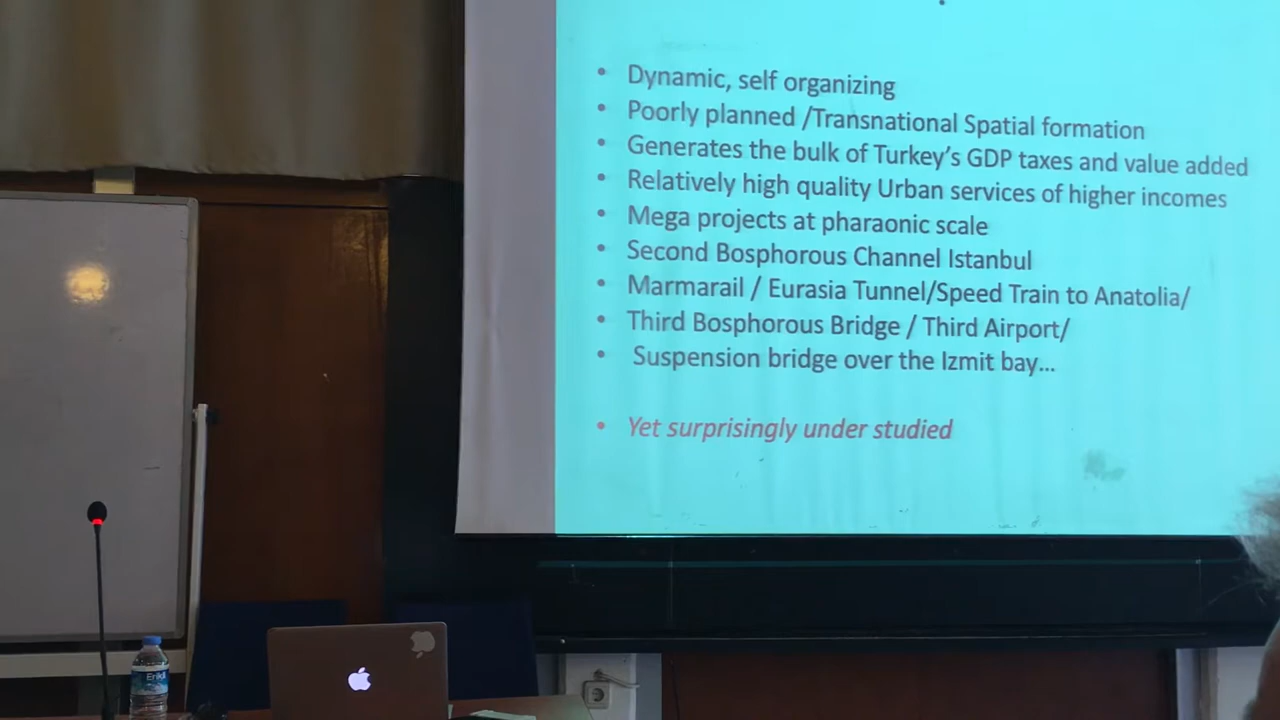 • Dynamic, self organizing
• Poorly planned /Transnational Spatial formation
• Generates the bulk of Turkey's GDP taxes and value added
• Relatively high quality Urban services of higher incomes
• Mega projects at pharaonic scale
• Second Bosphorous Channel Istanbul
• Marmarail / Eurasia Tunnel/Speed Train to Anatolia/
• Third Bosphorous Bridge / Third Airport/
• Suspension bridge over the Izmit bay...
• Yet surprisingly under studied
Erikli